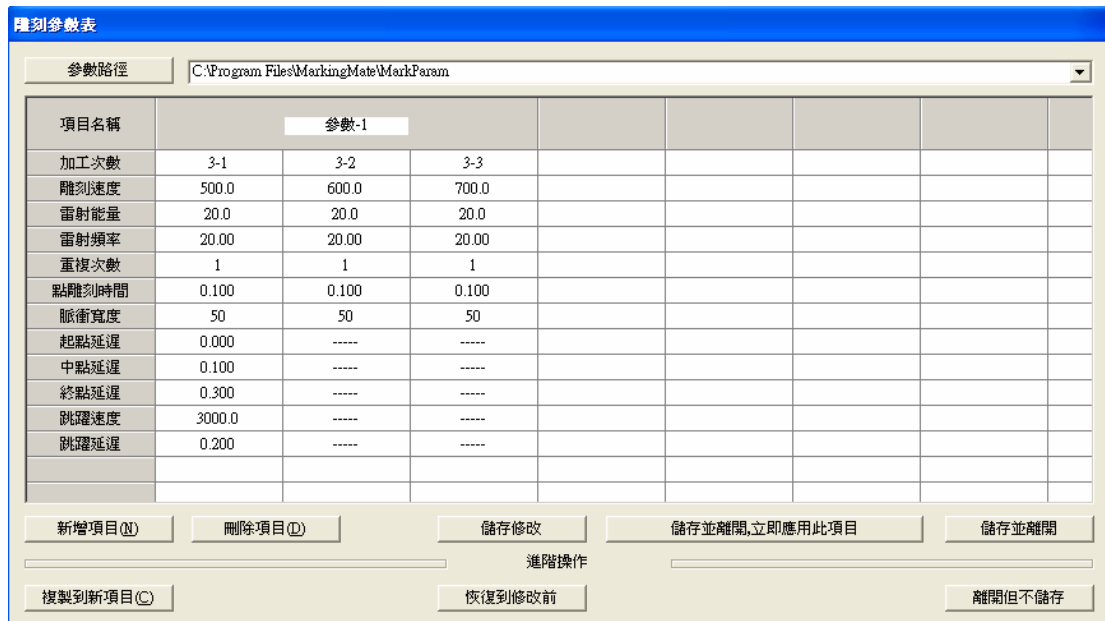 雕刻參數表
參數路徑 C:\Program Files\MarkingMate\MarkParam
項目名稱 參數-1
加工次數 3-1 3-2 3-3
雕刻速度 500.0 600.0 700.0
雷射能量 20.0 20.0 20.0
雷射頻率 20.00 20.00 20.00
重複次數 1 1 1
點雕刻時間 0.100 0.100 0.100
脈衝寬度 50 50 50
起點延遲 0.000 ----- -----
中點延遲 0.100 ----- -----
終點延遲 0.300 ----- -----
跳躍速度 3000.0 ----- -----
跳躍延遲 0.200 ----- -----
新增項目(N) 刪除項目(D) 儲存修改 儲存並離開,立即應用此項目 儲存並離開
進階操作
複製到新項目(C) 恢復到修改前 離開但不儲存